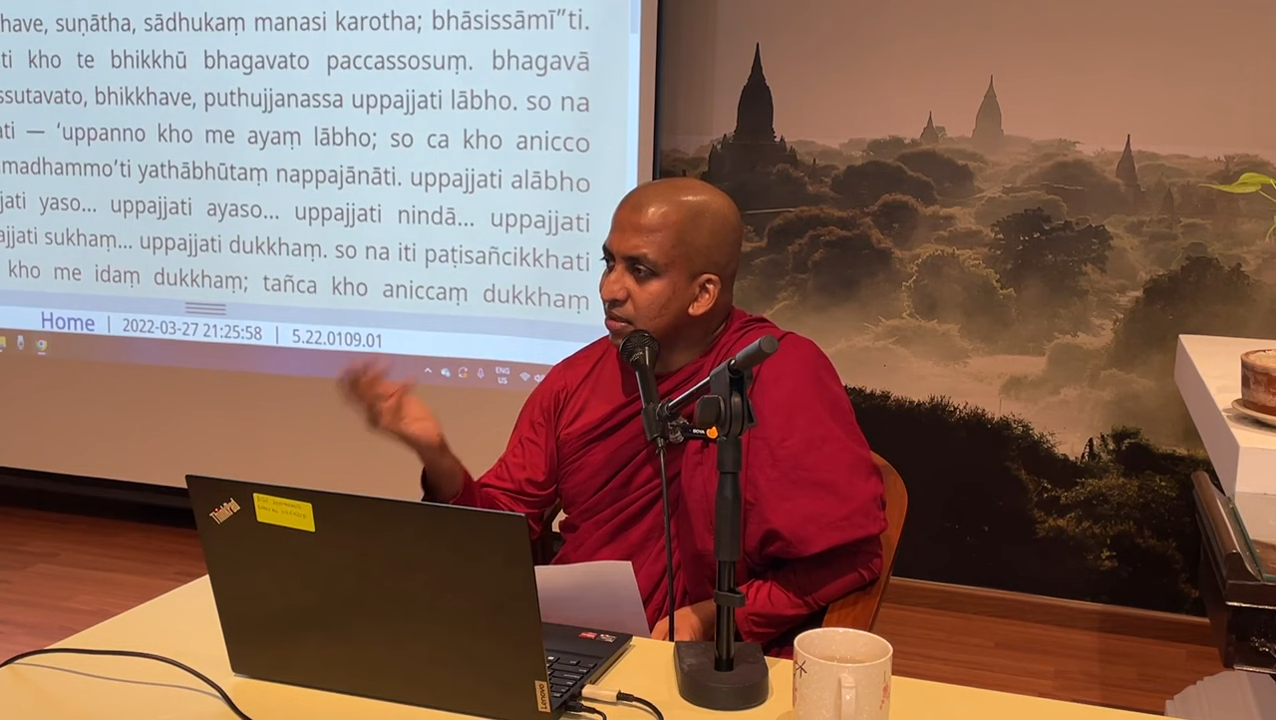 have, suṇātha, sādhukaṃ manasi karotha; bhāsissāmī”ti.
ti kho te bhikkhū bhagavato paccassosuṃ. bhagavā
ssutavato, bhikkhave, puthujjanassa uppajjati lābho. so na
ati — ‘uppanno kho me ayaṃ lābho; so ca kho anicco
madhammo’ti yathābhūtaṃ nappajānāti. uppajjati alābho
jati yaso... uppajjati ayaso... uppajjati nindā... uppajjati
ajjati sukhaṃ... uppajjati dukkhaṃ. so na iti paṭisañcikkhati
kho me idaṃ dukkhaṃ; tañca kho aniccaṃ dukkhaṃ
Home | 2022-03-27 21:25:58 | 5.22.0109.01
ENG
US
BOYA
ThinkPad
Lenovo